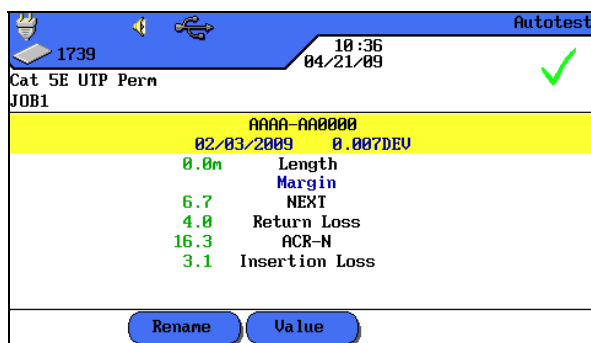 Autotest
1739
10:36
04/21/09
Cat 5E UTP Perm
JOB1
AAAA-AA0000
02/03/2009 0.007DEV
0.0m Length
Margin
6.7 NEXT
4.0 Return Loss
16.3 ACR-N
3.1 Insertion Loss
Rename Value